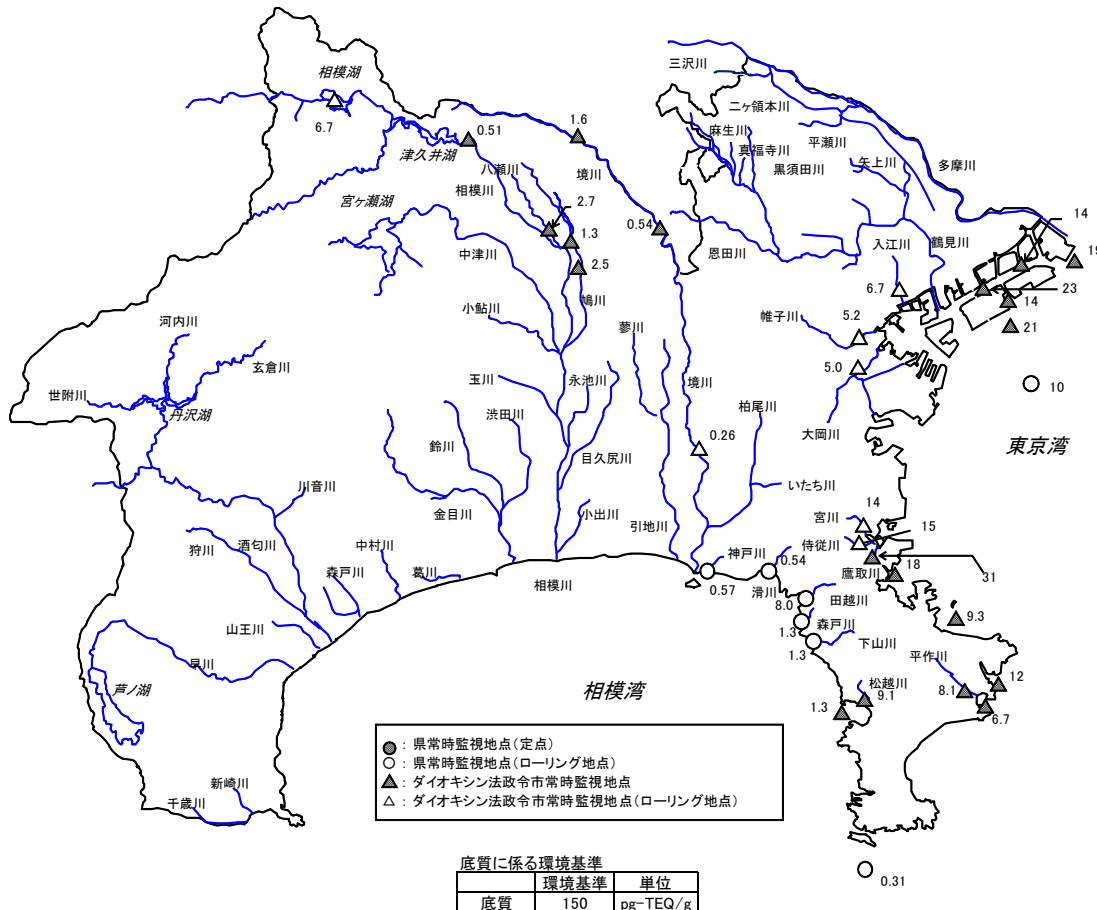 三沢川
相模湖
二ヶ領本川
6.7
0.51
1.6
麻生川
平瀬川
真福寺川
津久井湖
八瀬川
境川
黒須田川
矢上川
多摩川
相模川
宮ヶ瀬湖
2.7
14
0.54
1.3
入江川
鶴見川
恩田川
19
中津川
2.5
6.7
23
鳩川
14
小鮎川
帷子川
5.2
21
河内川
蓼川
玄倉川
5.0
10
玉川
永池川
境川
世附川
丹沢湖
柏尾川
渋田川
大岡川
東京湾
鈴川
0.26
目久尻川
いたち川
川音川
金目川
小出川
引地川
宮川
14
狩川
酒匂川
15
中村川
神戸川
侍従川
0.54
森戸川
葛川
相模川
0.57
滑川
鷹取川
18
31
8.0
田越川
山王川
1.3
森戸川
9.3
早川
1.3
下山川
平作川
芦ノ湖
相模湾
松越川
8.1
12
9.1
1.3
6.7
：県常時監視地点(定点)
：県常時監視地点(ローリング地点)
：ダイオキシン法政令市常時監視地点
：ダイオキシン法政令市常時監視地点(ローリング地点)
新崎川
千歳川
0.31
底質に係る環境基準
環境基準 単位
底質 150 pg-TEQ/g